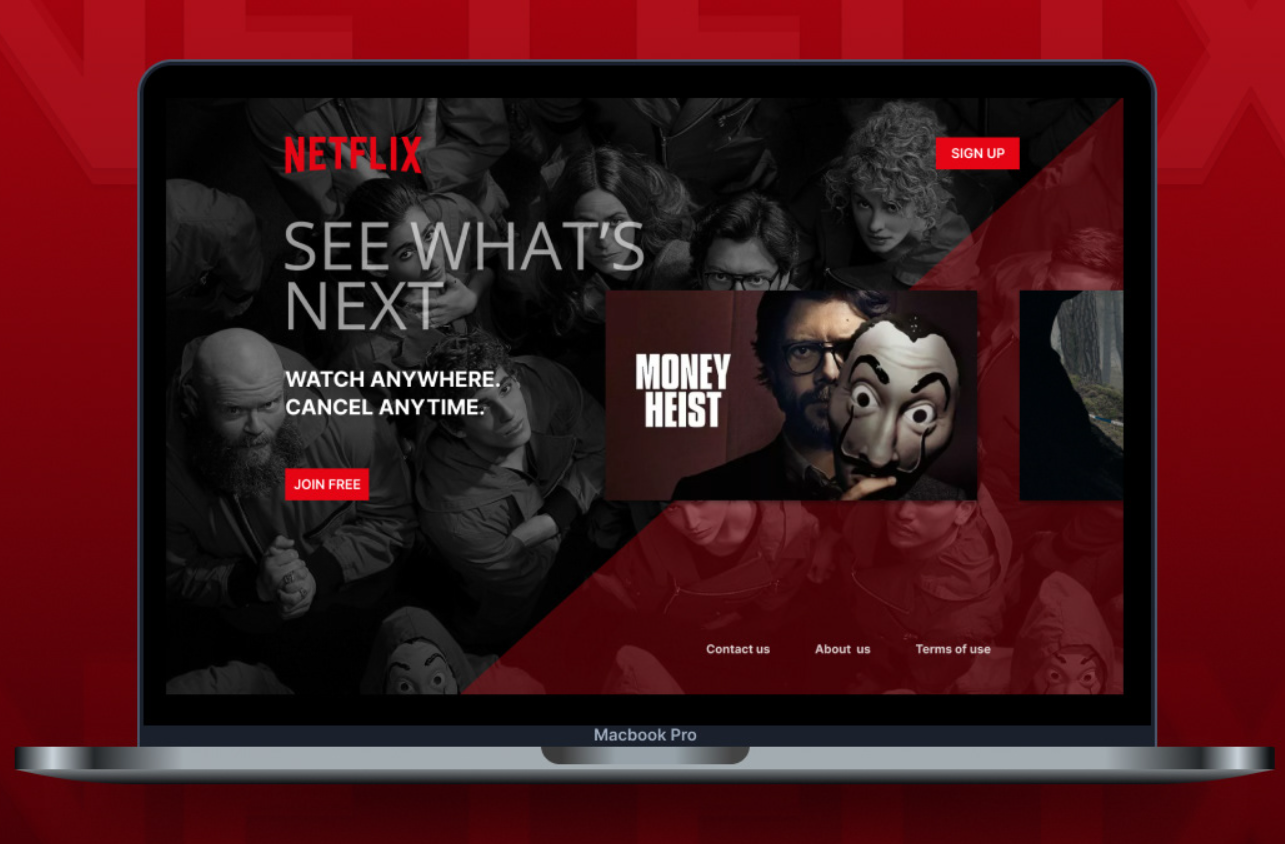 NETFLIX
NETFLIX
SIGN UP
SEE WHAT'S
NEXT
WATCH ANYWHERE.
CANCEL ANYTIME.
JOIN FREE
MONEY
HEIST
Contact us
About us
Terms of use
Macbook Pro